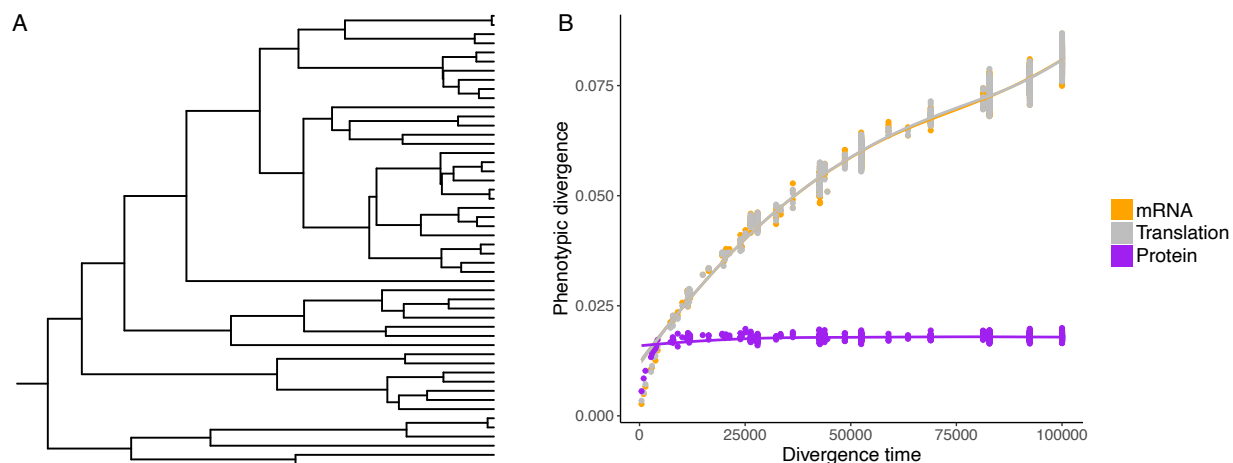 A
B
Phenotypic divergence
0.075
0.050
0.025
0.000
0
25000
50000
75000
100000
Divergence time
mRNA
Translation
Protein